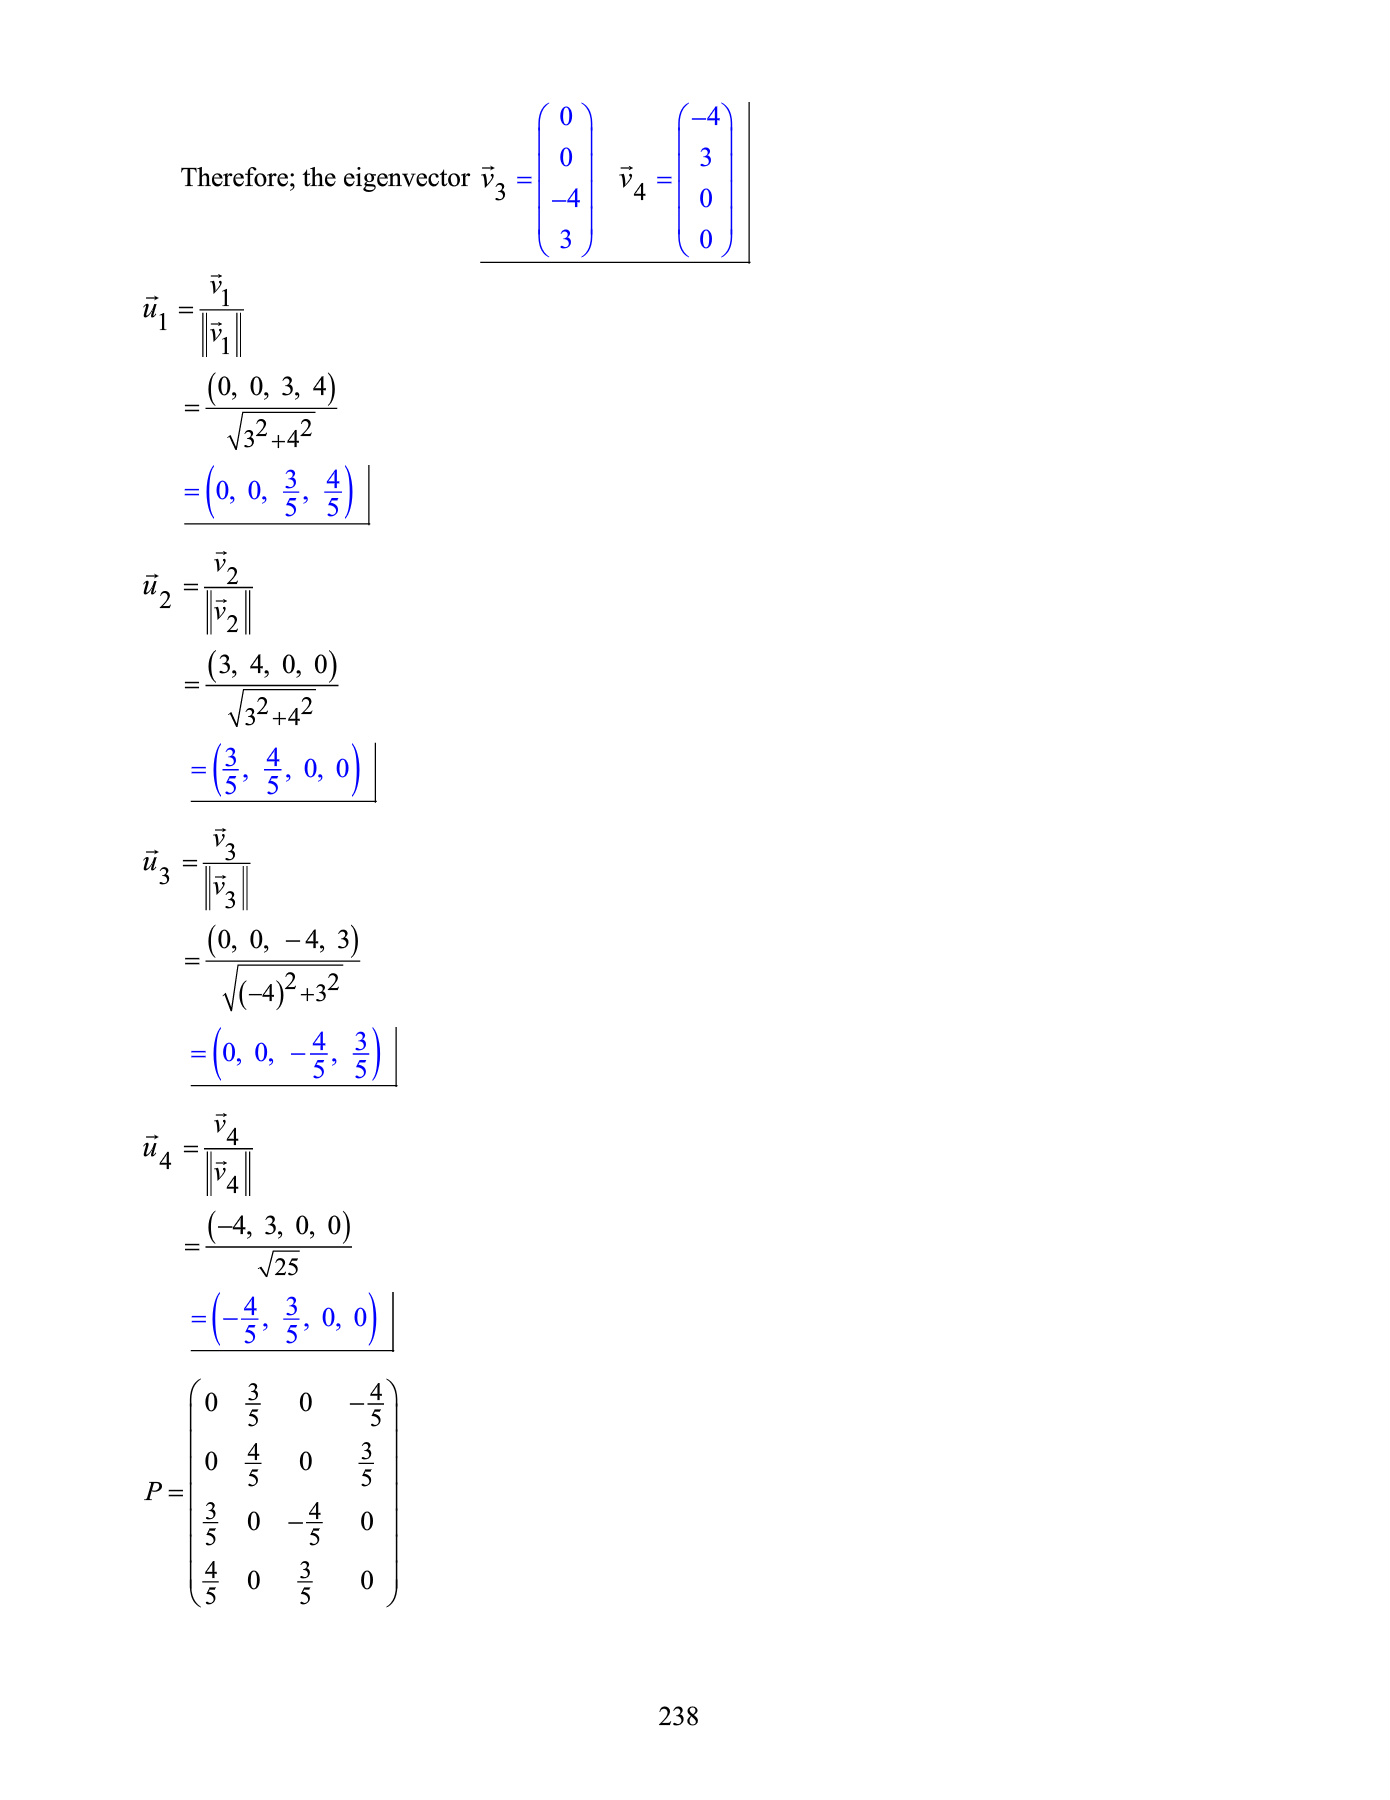 Therefore; the eigenvector $\vec{v}_3 = \begin{pmatrix} 0 \\ 0 \\ -4 \\ 3 \end{pmatrix} \quad \vec{v}_4 = \begin{pmatrix} -4 \\ 3 \\ 0 \\ 0 \end{pmatrix}$
$\vec{u}_1 = \frac{\vec{v}_1}{\|\vec{v}_1\|}$
$= \frac{(0, 0, 3, 4)}{\sqrt{3^2+4^2}}$
$= \left(0, 0, \frac{3}{5}, \frac{4}{5}\right)$
$\vec{u}_2 = \frac{\vec{v}_2}{\|\vec{v}_2\|}$
$= \frac{(3, 4, 0, 0)}{\sqrt{3^2+4^2}}$
$= \left(\frac{3}{5}, \frac{4}{5}, 0, 0\right)$
$\vec{u}_3 = \frac{\vec{v}_3}{\|\vec{v}_3\|}$
$= \frac{(0, 0, -4, 3)}{\sqrt{(-4)^2+3^2}}$
$= \left(0, 0, -\frac{4}{5}, \frac{3}{5}\right)$
$\vec{u}_4 = \frac{\vec{v}_4}{\|\vec{v}_4\|}$
$= \frac{(-4, 3, 0, 0)}{\sqrt{25}}$
$= \left(-\frac{4}{5}, \frac{3}{5}, 0, 0\right)$
$P = \begin{pmatrix} 0 & \frac{3}{5} & 0 & -\frac{4}{5} \\ 0 & \frac{4}{5} & 0 & \frac{3}{5} \\ \frac{3}{5} & 0 & -\frac{4}{5} & 0 \\ \frac{4}{5} & 0 & \frac{3}{5} & 0 \end{pmatrix}$
238